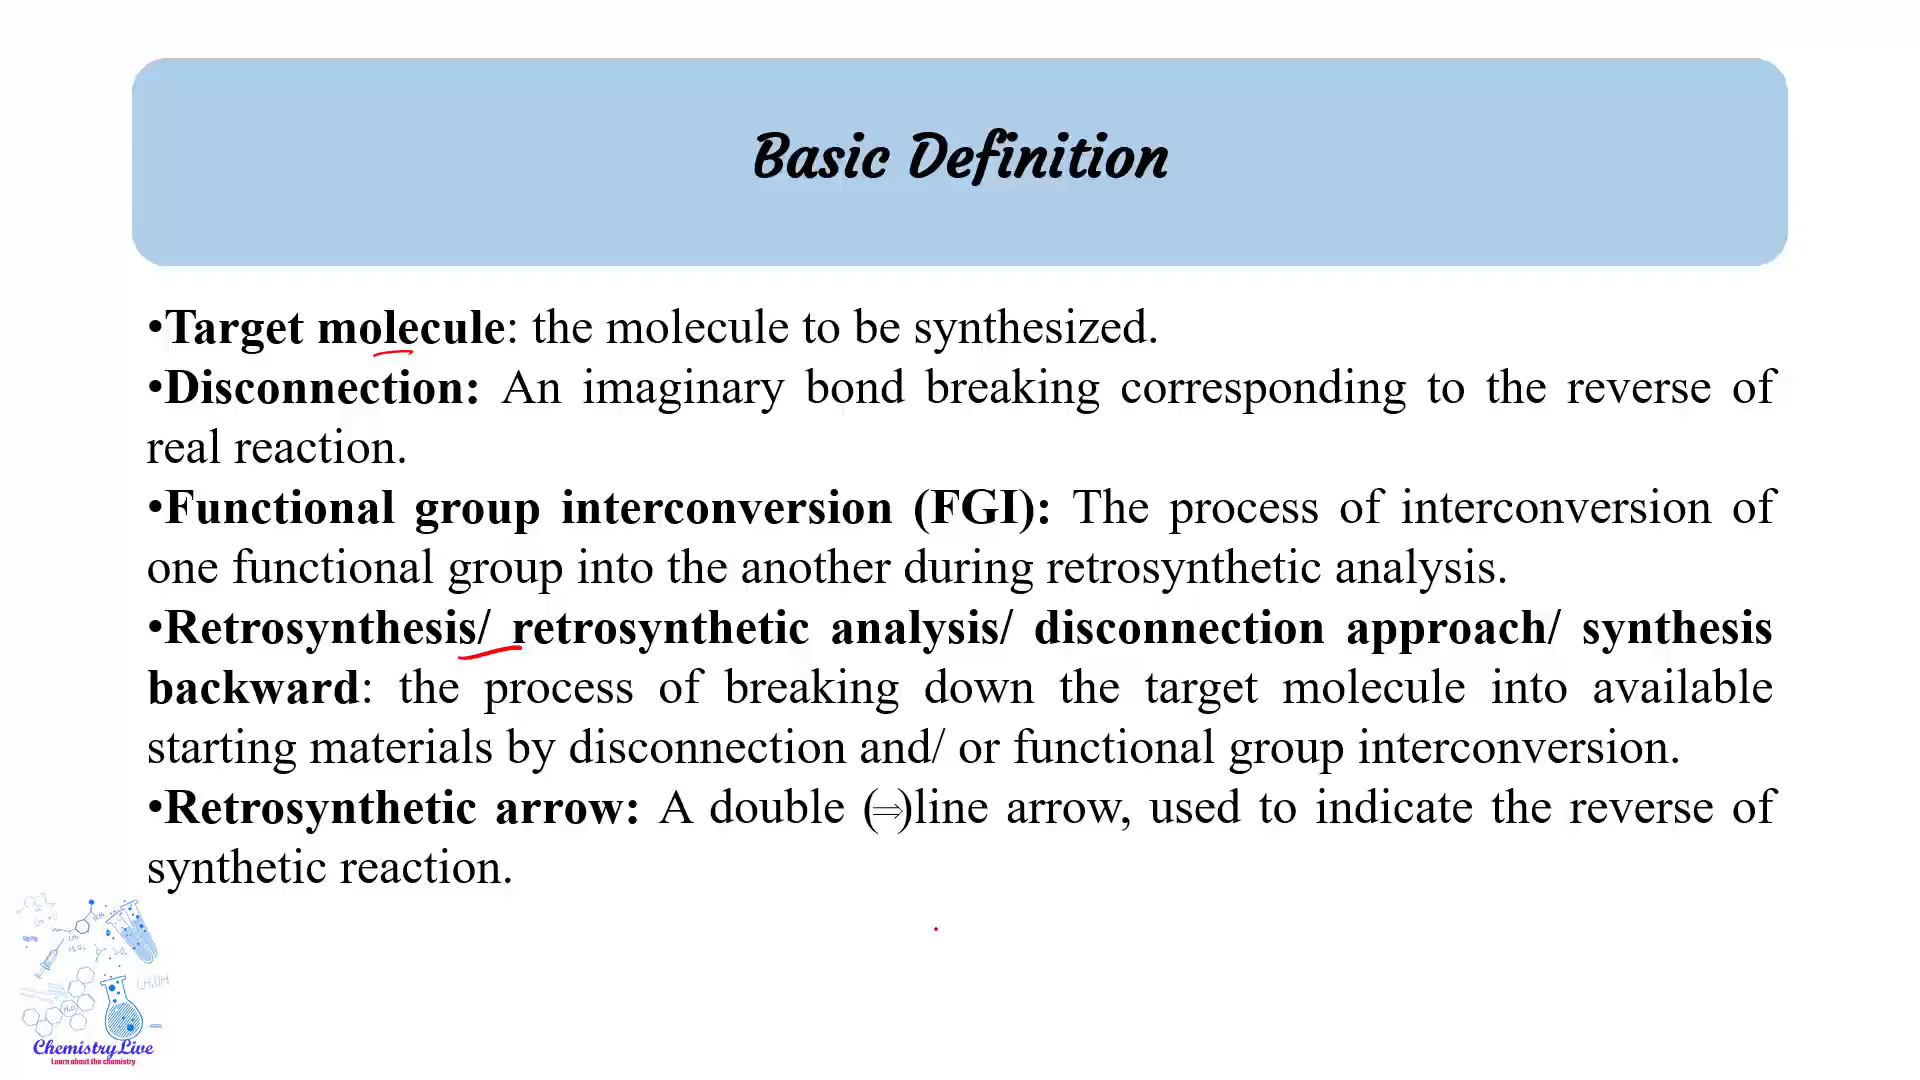 Basic Definition
•Target molecule: the molecule to be synthesized.
•Disconnection: An imaginary bond breaking corresponding to the reverse of
real reaction.
•Functional group interconversion (FGI): The process of interconversion of
one functional group into the another during retrosynthetic analysis.
•Retrosynthesis/ retrosynthetic analysis/ disconnection approach/ synthesis
backward: the process of breaking down the target molecule into available
starting materials by disconnection and/ or functional group interconversion.
•Retrosynthetic arrow: A double (⇒)line arrow, used to indicate the reverse of
synthetic reaction.
ChemistryLive
Learn about the chemistry